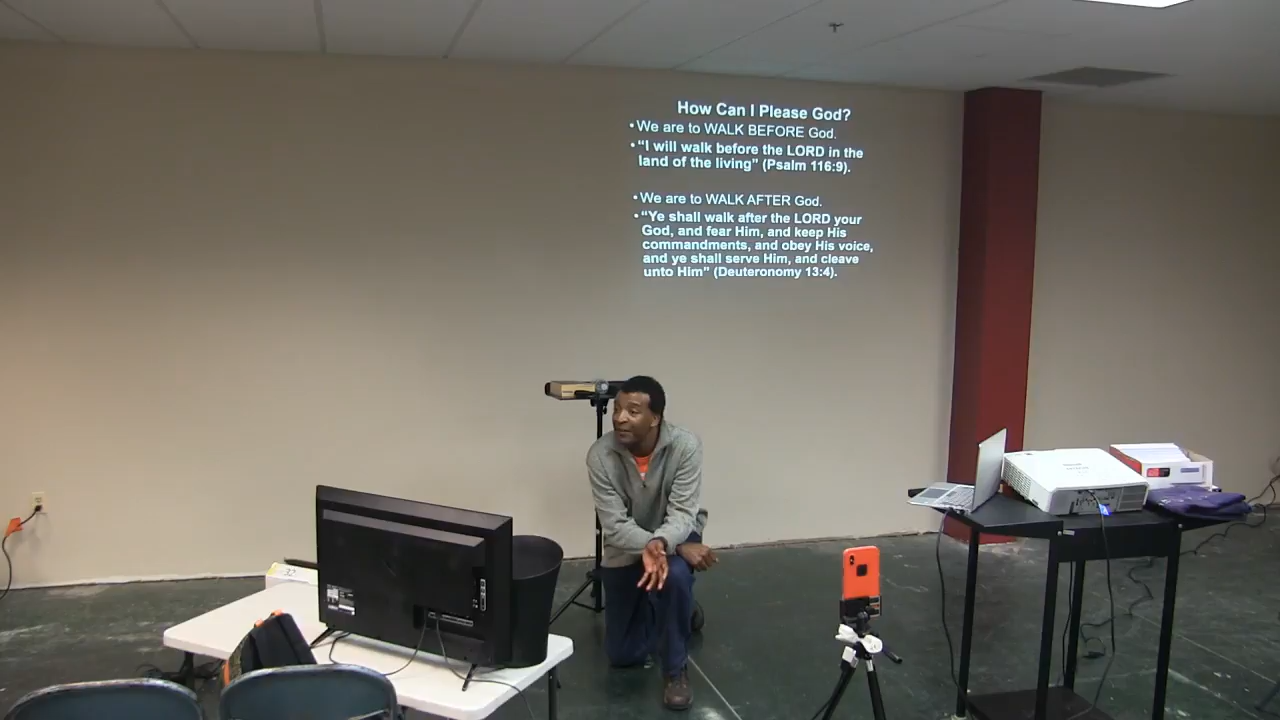 How Can I Please God?
•We are to WALK BEFORE God.
•“I will walk before the LORD in the
land of the living” (Psalm 116:9).
•We are to WALK AFTER God.
•“Ye shall walk after the LORD your
God, and fear Him, and keep His
commandments, and obey His voice,
and ye shall serve Him, and cleave
unto Him” (Deuteronomy 13:4).